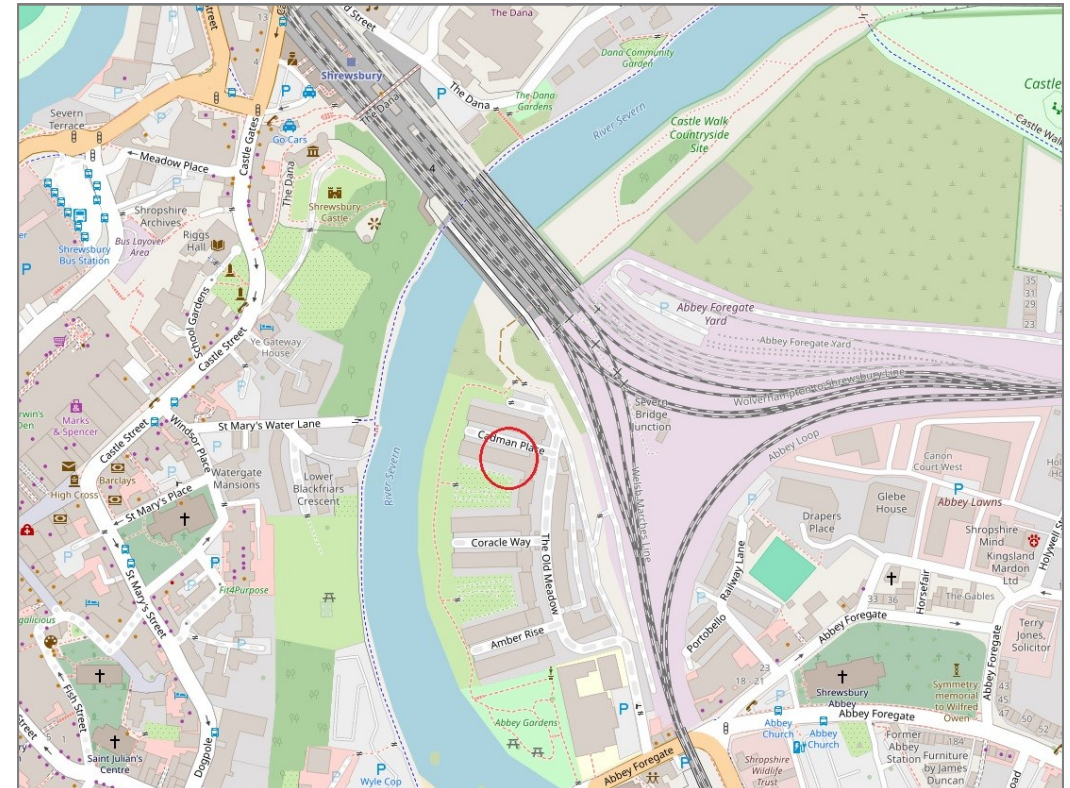 The Dana
13
d Street
Street
4
Castle Gates
Shrewsbury
The Dana
The Dana
Dana Community
Garden
The Dana
Gardens
River Severn
Castle Walk
Countryside
Site
Castle
Castle Walk
Severn
Terrace
Go Cars
Meadow Place
4
The Dana
Shrewsbury
Castle
Shropshire
Archives
Riggs
Hall
Bus Layover
Area
Shrewsbury
Bus Station
P
School Gardens
Castle Street
Ye Gateway
House
Abbey Foregate
Yard
Abbey Foregate Yard
35
31
29
23
Wolverhampton to Shrewsbury Line
Severn
Bridge
Junction
Abbey Loop
Marks
& Spencer
Castle Street
Windsor Place
St Mary's Water Lane
Cadman Place
River Severn
Welsh Marches Line
Canon
Court West
Abbey Lawns
Barclays
High Cross
St Mary's Place
Watergate
Mansions
Lower
Blackfriars
Crescent
Drapers
Place
Glebe
House
Shropshire
Mind
Kingsland
Mardon
Ltd
Coracle Way
The Old Meadow
St Mary's Street
Fit4Purpose
Railway Lane
33
36
Horsefair
The Gables
Abbey Foregate
Terry
Jones,
Solicitor
Amber Rise
Portobello
23
18 - 21
Shrewsbury
Abbey
Symmetry
memorial
to Wilfred
Owen
Abbey Foregate
43
45
47
50
52
Fish Street
Saint Julian's
Centre
Dogpole
Wyle Cop
Abbey Gardens
P
Abbey Foregate
Abbey
Church
Abbey
Church
Abbey Foregate
Former
Abbey
Station
184
Furniture
by James
Duncan
Shropshire
Wildlife
Trust